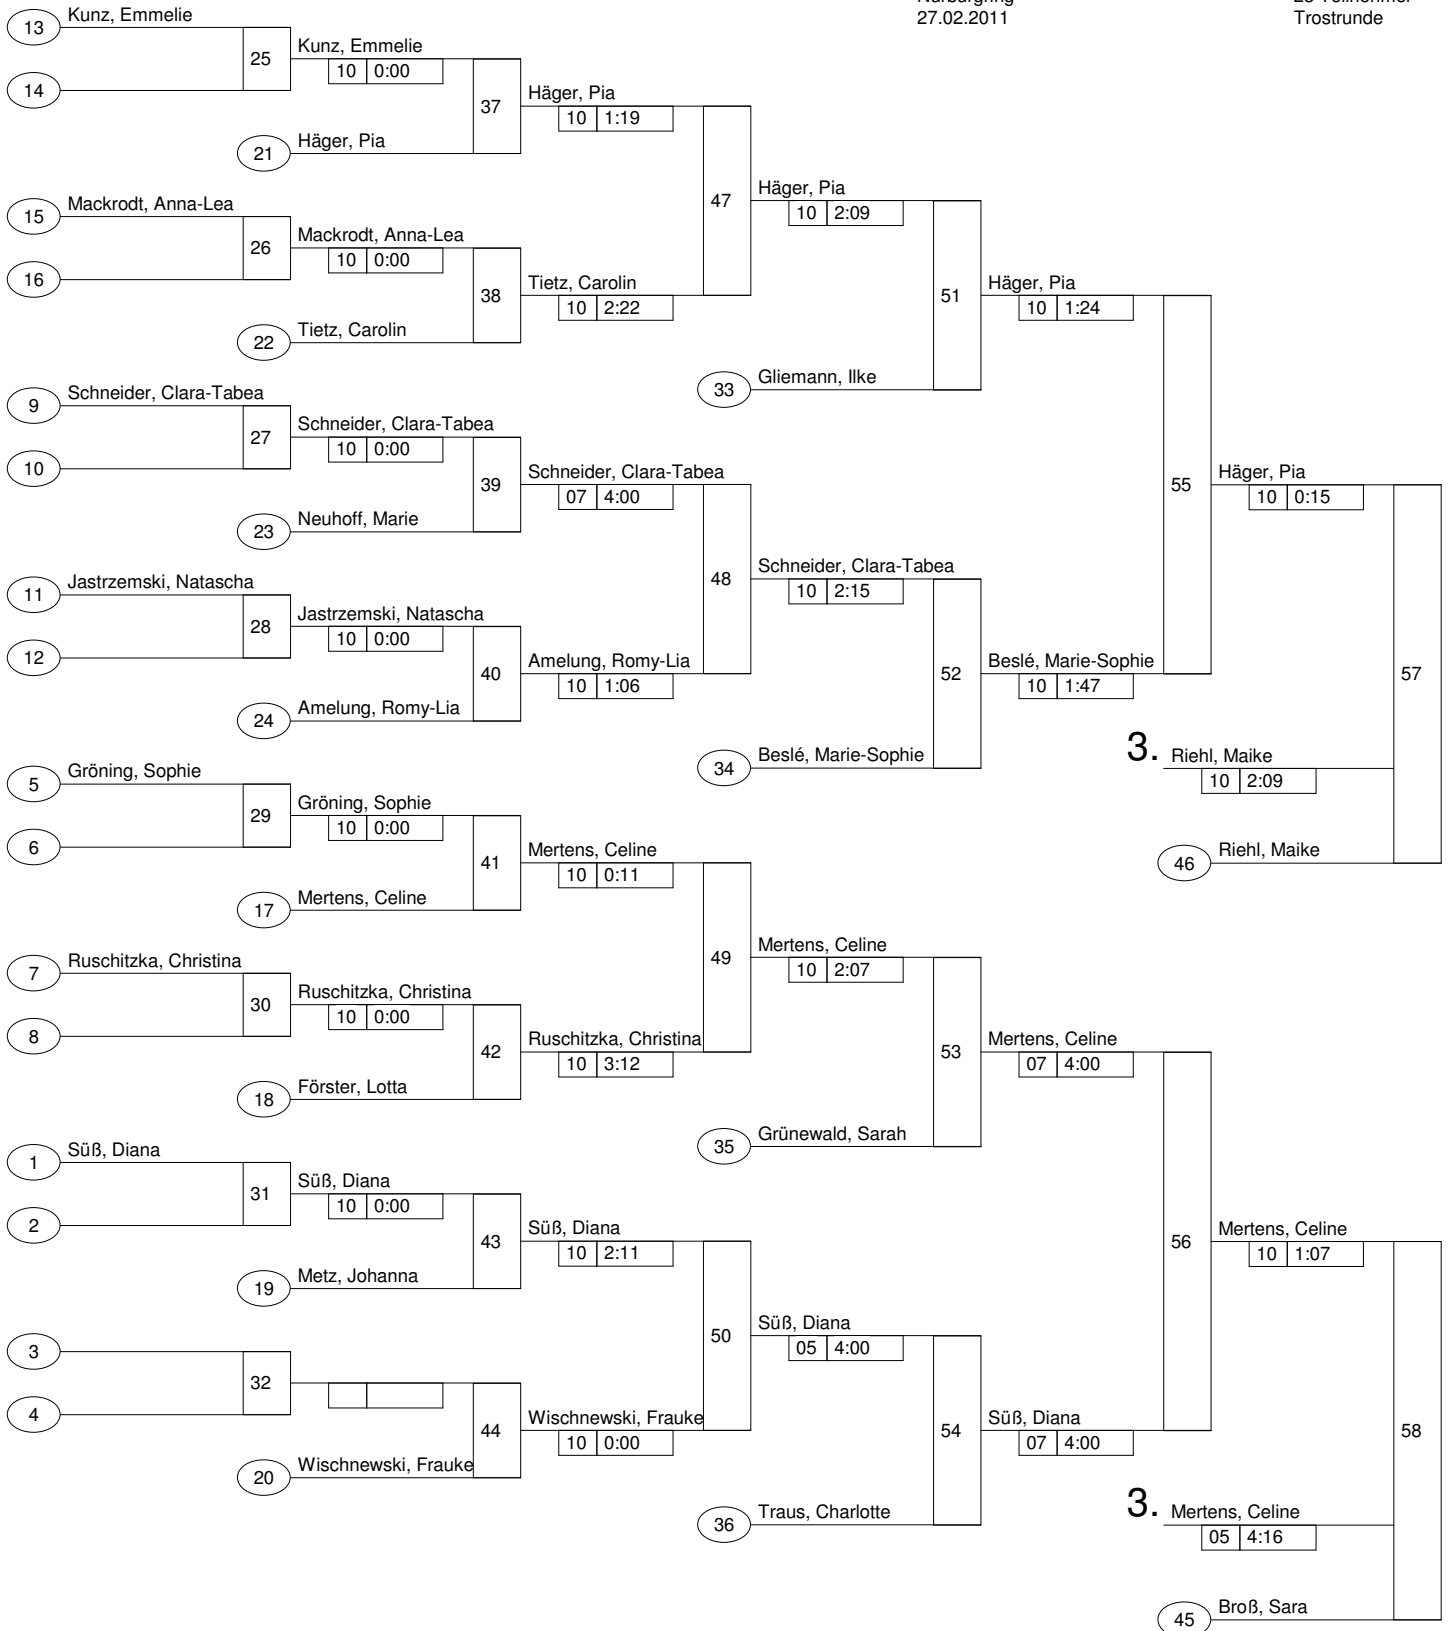 27.02.2011
Trostrunde
13 Kunz, Emmelie
25
Kunz, Emmelie
10 0:00
14
37
Häger, Pia
10 1:19
21 Häger, Pia
15 Mackrodt, Anna-Lea
47
Häger, Pia
10 2:09
26
Mackrodt, Anna-Lea
10 0:00
16
38
Tietz, Carolin
10 2:22
51
Häger, Pia
10 1:24
22 Tietz, Carolin
33 Gliemann, Ilke
9 Schneider, Clara-Tabea
27
Schneider, Clara-Tabea
10 0:00
10
39
Schneider, Clara-Tabea
07 4:00
55
Häger, Pia
10 0:15
23 Neuhoff, Marie
11 Jastrzemski, Natascha
48
Schneider, Clara-Tabea
10 2:15
28
Jastrzemski, Natascha
10 0:00
12
40
Amelung, Romy-Lia
10 1:06
52
Beslé, Marie-Sophie
10 1:47
57
24 Amelung, Romy-Lia
34 Beslé, Marie-Sophie
3. Riehl, Maike
10 2:09
5 Gröning, Sophie
29
Gröning, Sophie
10 0:00
6
41
Mertens, Celine
10 0:11
46 Riehl, Maike
17 Mertens, Celine
7 Ruschitzka, Christina
49
Mertens, Celine
10 2:07
30
Ruschitzka, Christina
10 0:00
8
42
Ruschitzka, Christina
10 3:12
53
Mertens, Celine
07 4:00
18 Förster, Lotta
35 Grünewald, Sarah
1 Süß, Diana
31
Süß, Diana
10 0:00
2
43
Süß, Diana
10 2:11
56
Mertens, Celine
10 1:07
19 Metz, Johanna
3
50
Süß, Diana
05 4:00
32
4
44
Wischnewski, Frauke
10 0:00
54
Süß, Diana
07 4:00
58
20 Wischnewski, Frauke
36 Traus, Charlotte
3. Mertens, Celine
05 4:16
45 Broß, Sara